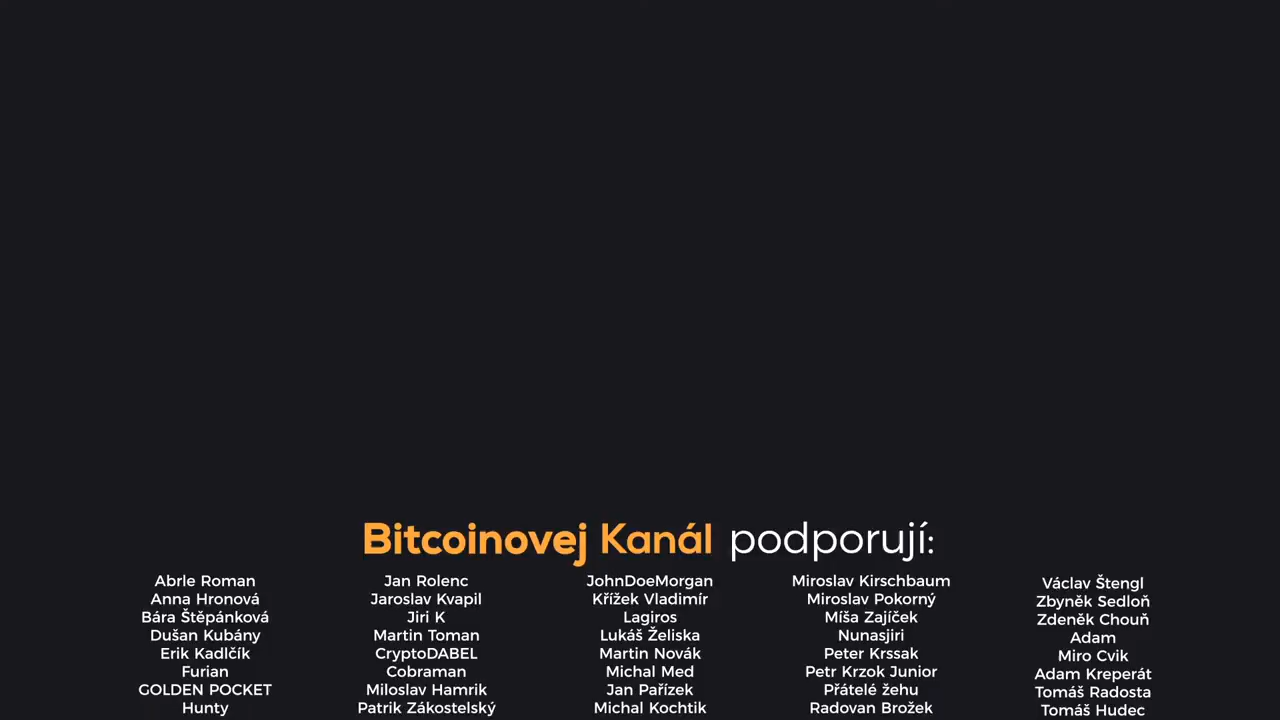 Bitcoinovej Kanál podporují:
Abrle Roman
Anna Hronová
Bára Štěpánková
Dušan Kubány
Erik Kadlčík
Furian
GOLDEN POCKET
Hunty
Jan Rolenc
Jaroslav Kvapil
Jiri K
Martin Toman
CryptoDABEL
Cobraman
Miloslav Hamrik
Patrik Zákostelský
JohnDoeMorgan
Křížek Vladimír
Lagiros
Lukáš Želiska
Martin Novák
Michal Med
Jan Pařízek
Michal Kochtik
Miroslav Kirschbaum
Miroslav Pokorný
Míša Zajíček
Nunasjiri
Peter Krssak
Petr Krzok Junior
Přátelé žehu
Radovan Brožek
Václav Štengl
Zbyněk Sedloň
Zdeněk Chouň
Adam
Miro Cvik
Adam Kreperát
Tomáš Radosta
Tomáš Hudec